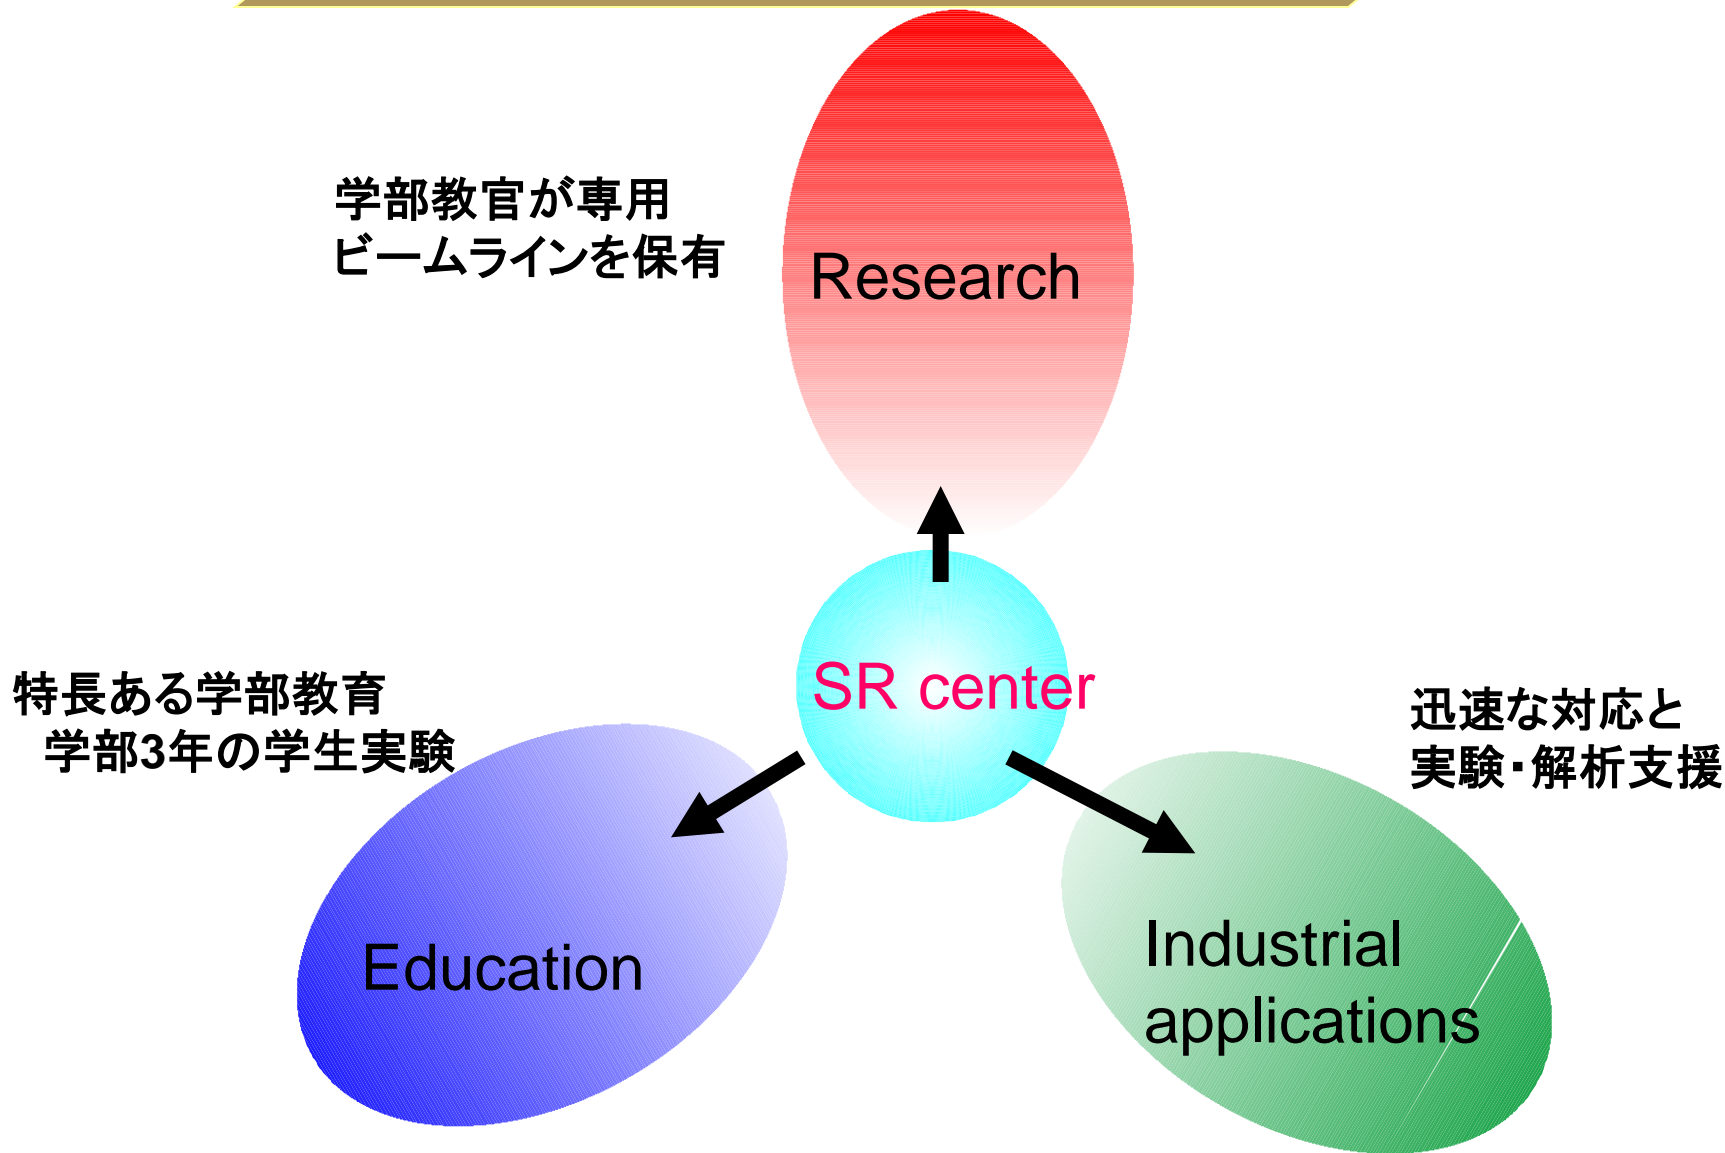 学部教官が専用
ビームラインを保有
Research
SR center
特長ある学部教育
学部3年の学生実験
迅速な対応と
実験・解析支援
Education
Industrial
applications